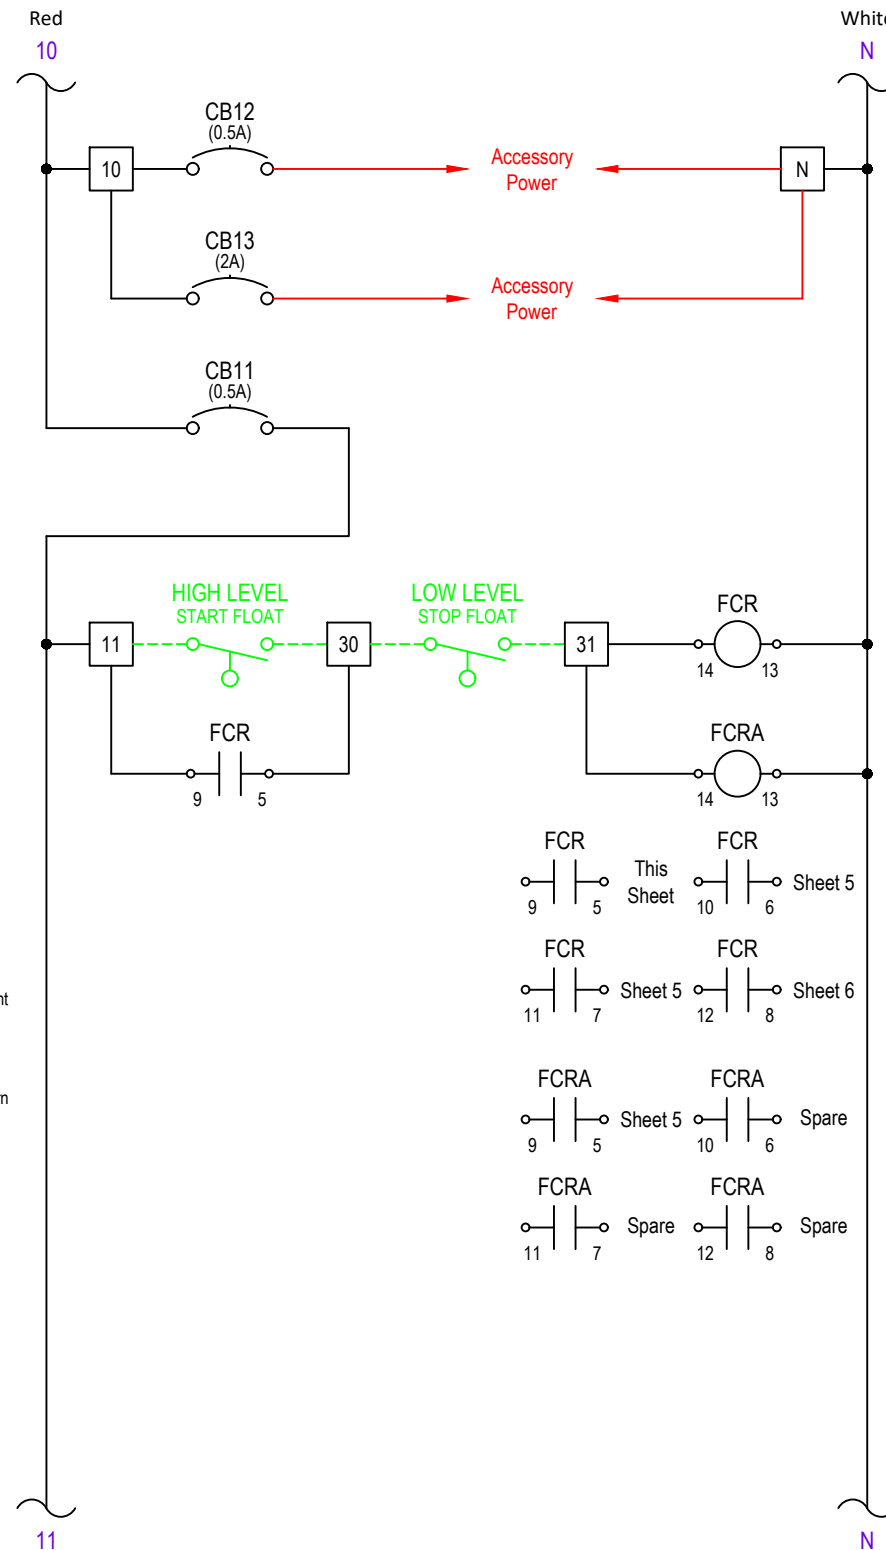 Red
White
10
N
CB12
(0.5A)
10
Accessory
Power
N
CB13
(2A)
Accessory
Power
CB11
(0.5A)
HIGH LEVEL
START FLOAT
LOW LEVEL
STOP FLOAT
FCR
11
30
31
14 13
FCR
FCRA
9 5
14 13
FCR
FCR
This
Sheet
Sheet 5
9 5
10 6
FCR
FCR
Sheet 5
Sheet 6
11 7
12 8
FCRA
FCRA
Sheet 5
Spare
9 5
10 6
FCRA
FCRA
Spare
Spare
11 7
12 8
11
N